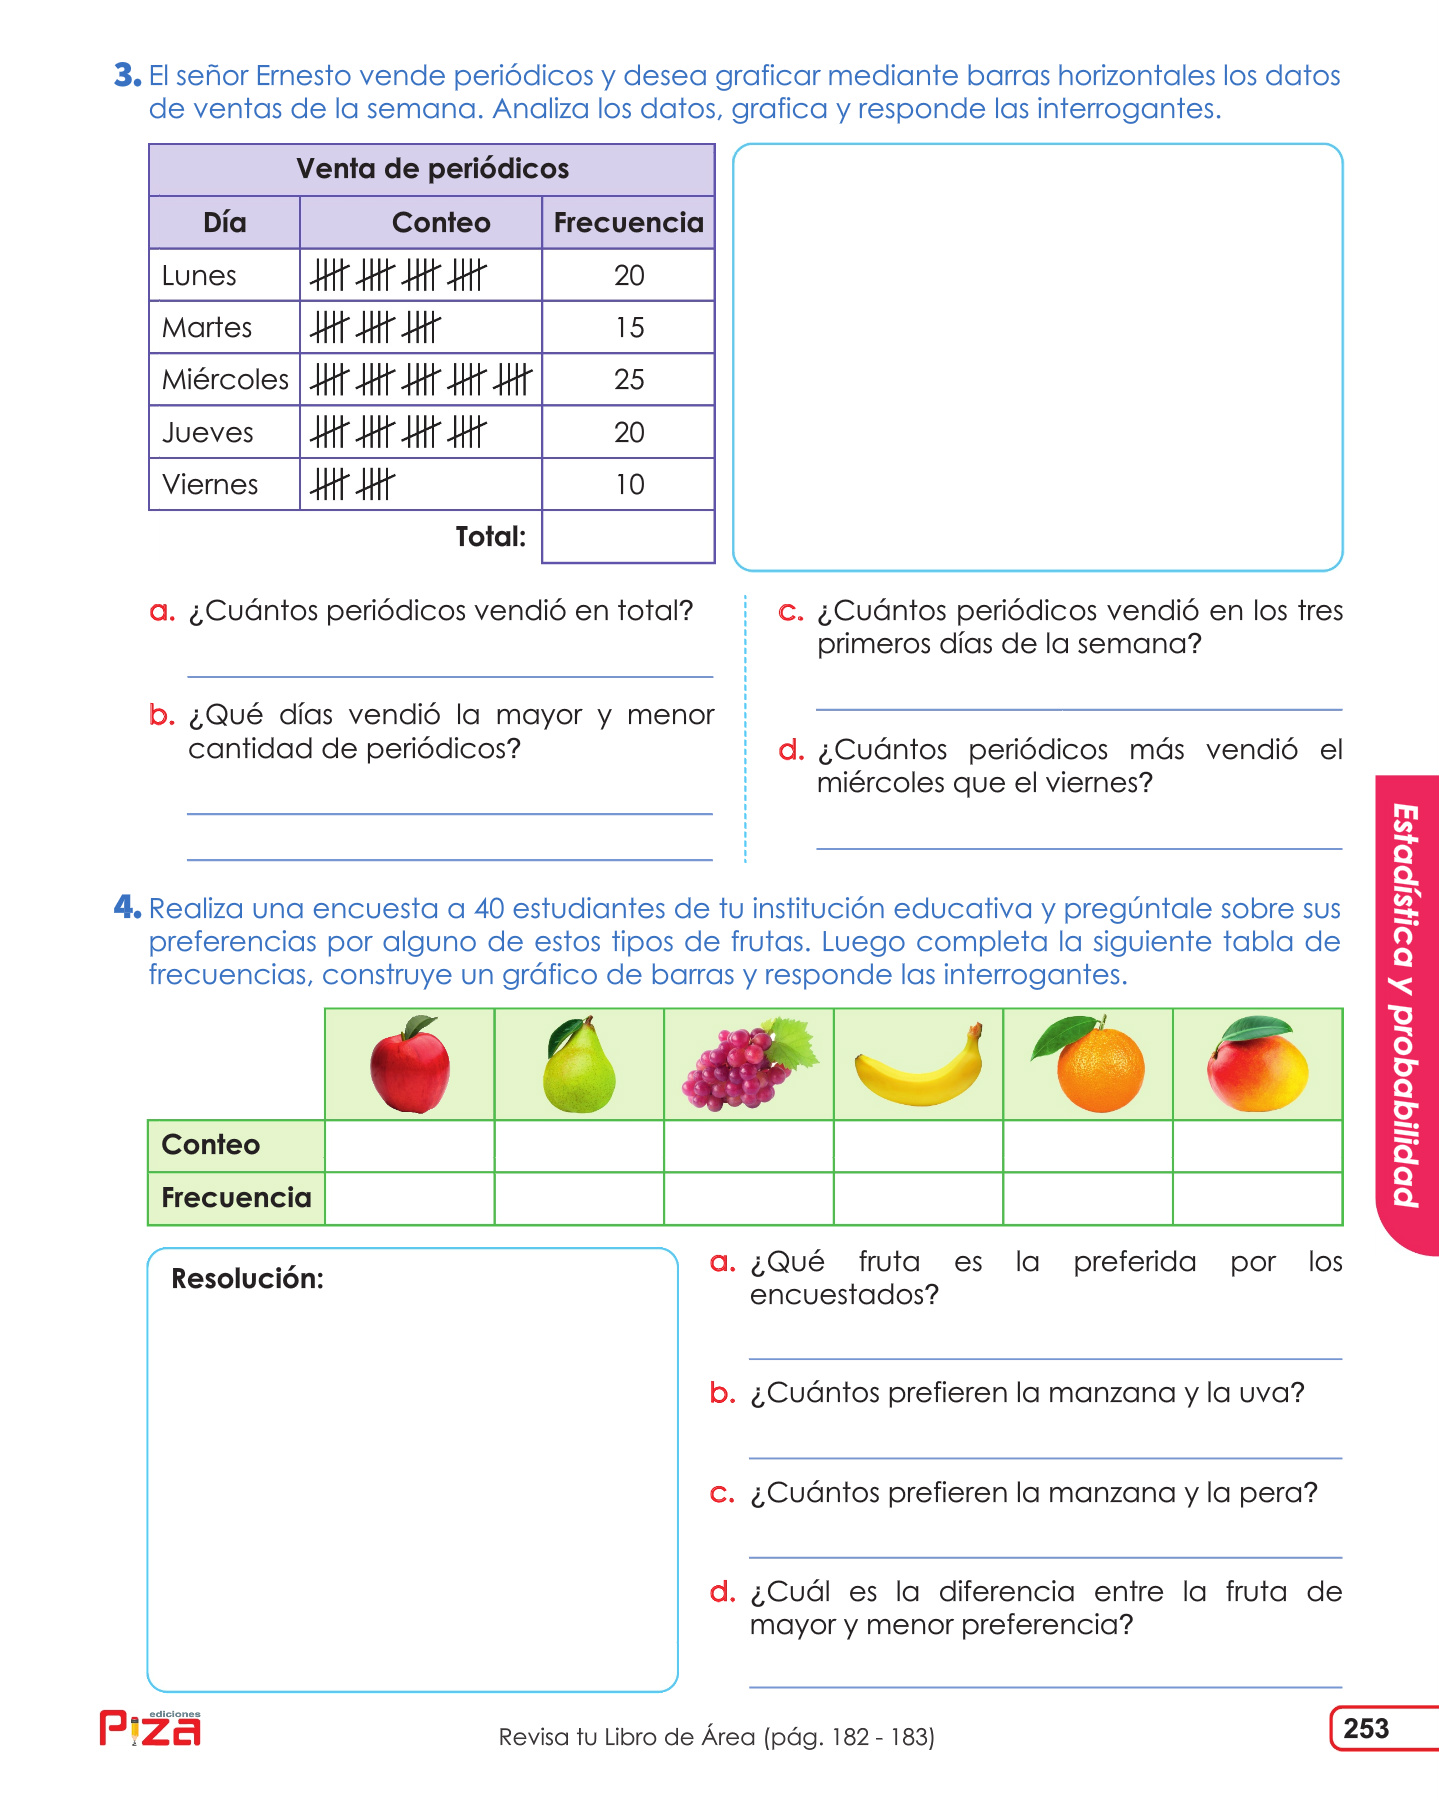 3. El señor Ernesto vende periódicos y desea graficar mediante barras horizontales los datos
de ventas de la semana. Analiza los datos, grafica y responde las interrogantes.
Venta de periódicos
Día Conteo Frecuencia
Lunes 20
Martes 15
Miércoles 25
Jueves 20
Viernes 10
Total:
a. ¿Cuántos periódicos vendió en total?
b. ¿Qué días vendió la mayor y menor
cantidad de periódicos?
c. ¿Cuántos periódicos vendió en los tres
primeros días de la semana?
d. ¿Cuántos periódicos más vendió el
miércoles que el viernes?
4. Realiza una encuesta a 40 estudiantes de tu institución educativa y pregúntale sobre sus
preferencias por alguno de estos tipos de frutas. Luego completa la siguiente tabla de
frecuencias, construye un gráfico de barras y responde las interrogantes.
Conteo
Frecuencia
Resolución:
a. ¿Qué fruta es la preferida por los
encuestados?
b. ¿Cuántos prefieren la manzana y la uva?
c. ¿Cuántos prefieren la manzana y la pera?
d. ¿Cuál es la diferencia entre la fruta de
mayor y menor preferencia?
Estadística y probabilidad
ediciones
Piza
Revisa tu Libro de Área (pág. 182 - 183)
253